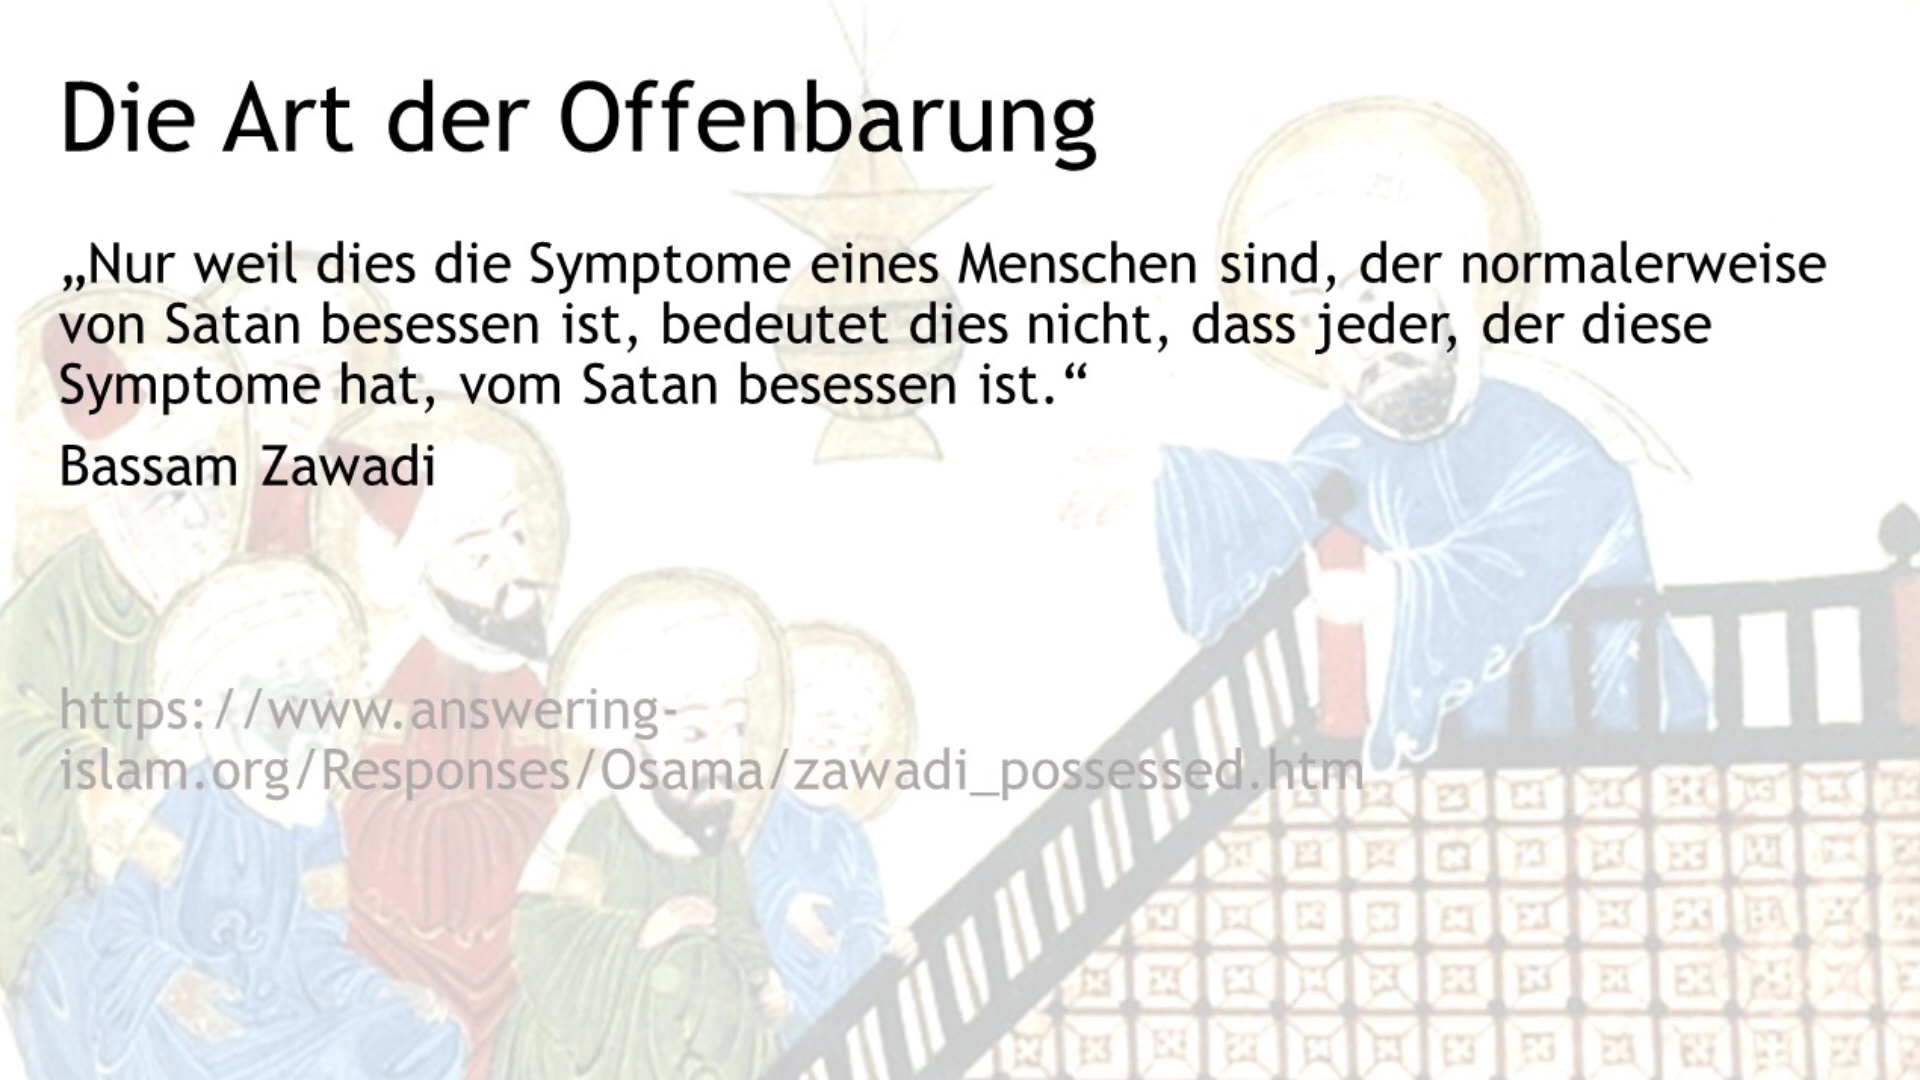 Die Art der Offenbarung
„Nur weil dies die Symptome eines Menschen sind, der normalerweise
von Satan besessen ist, bedeutet dies nicht, dass jeder, der diese
Symptome hat, vom Satan besessen ist.“
Bassam Zawadi
https://www.answering-
islam.org/Responses/Osama/zawadi_possessed.htm